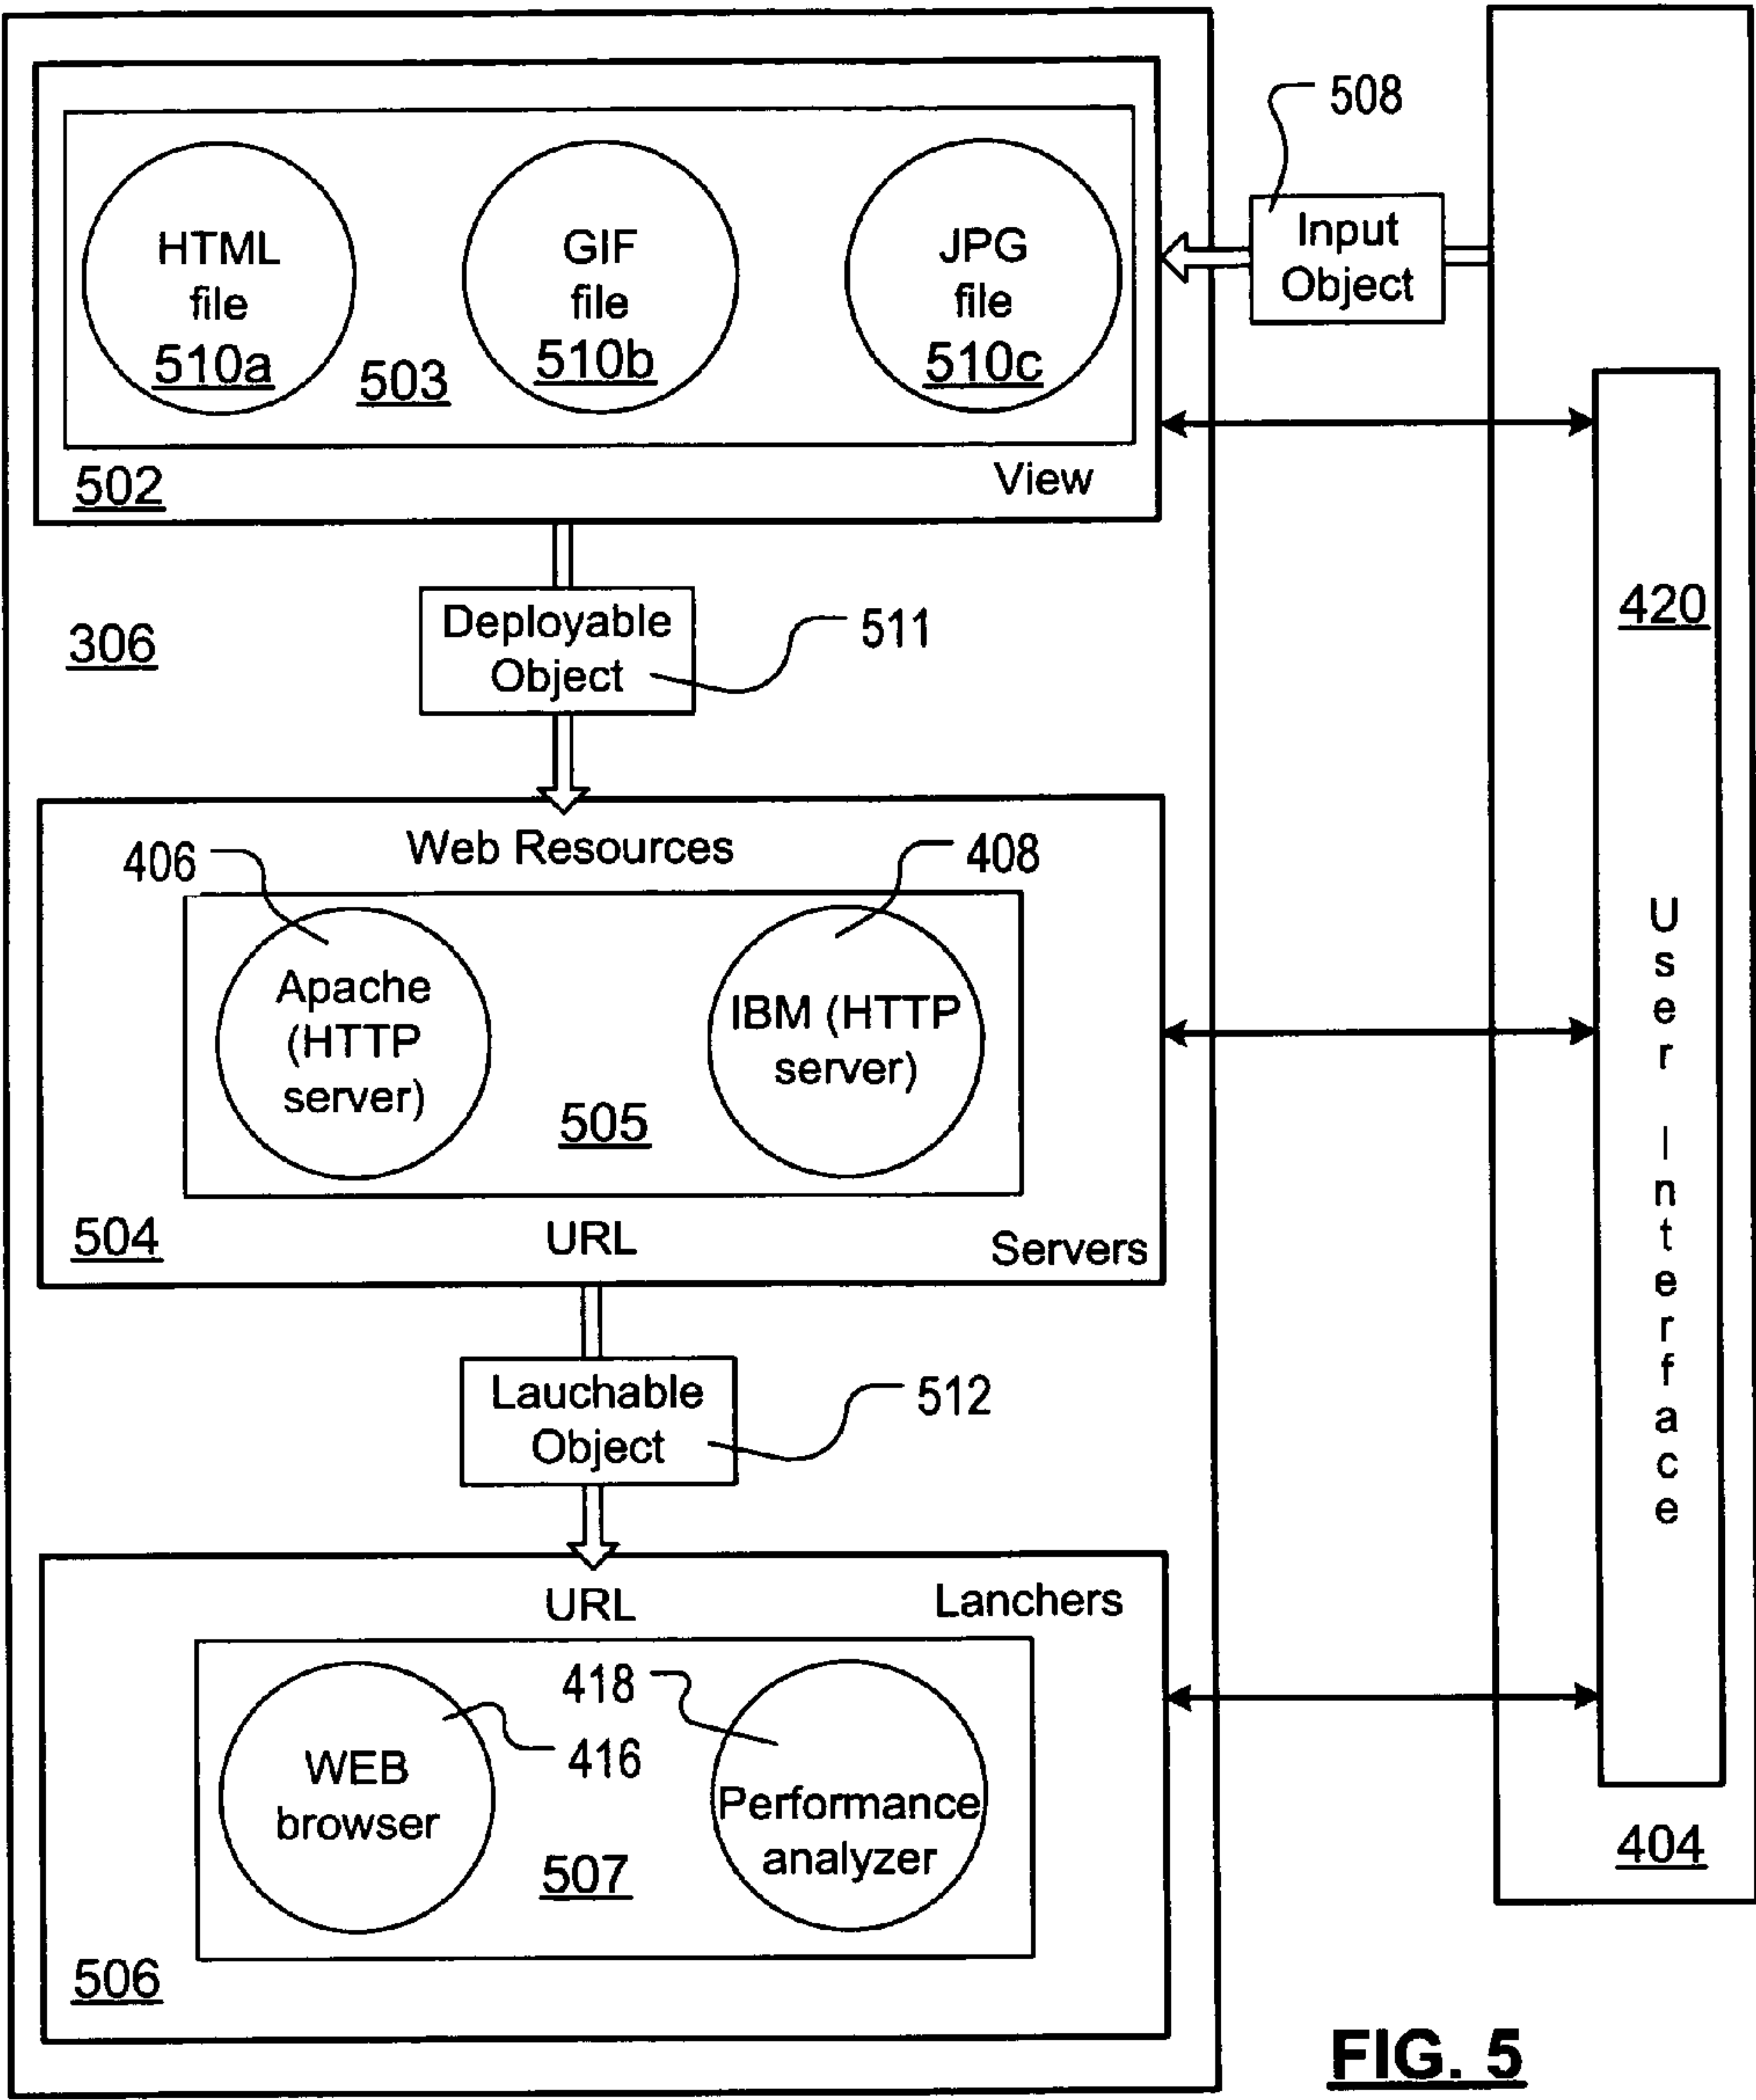 508
Input
Object
HTML
file
510a
GIF
file
510b
JPG
file
510c
503
502
View
Deployable
Object
511
306
420
User Interface
Web Resources
406
408
Apache
(HTTP
server)
IBM (HTTP
server)
505
504
URL
Servers
Lauchable
Object
512
URL
Lanchers
418
416
WEB
browser
Performance
analyzer
507
506
404
FIG. 5